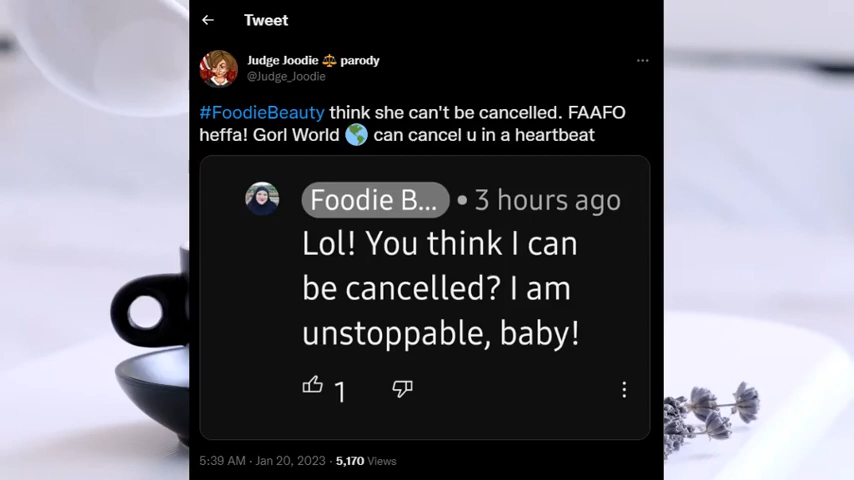 Tweet
Judge Joodie ⚖️ parody
@Judge_Joodie
#FoodieBeauty think she can't be cancelled. FAAFO
heffa! Gorl World 🌎 can cancel u in a heartbeat
Foodie B... • 3 hours ago
Lol! You think I can
be cancelled? I am
unstoppable, baby!
1
5:39 AM · Jan 20, 2023 · 5,170 Views